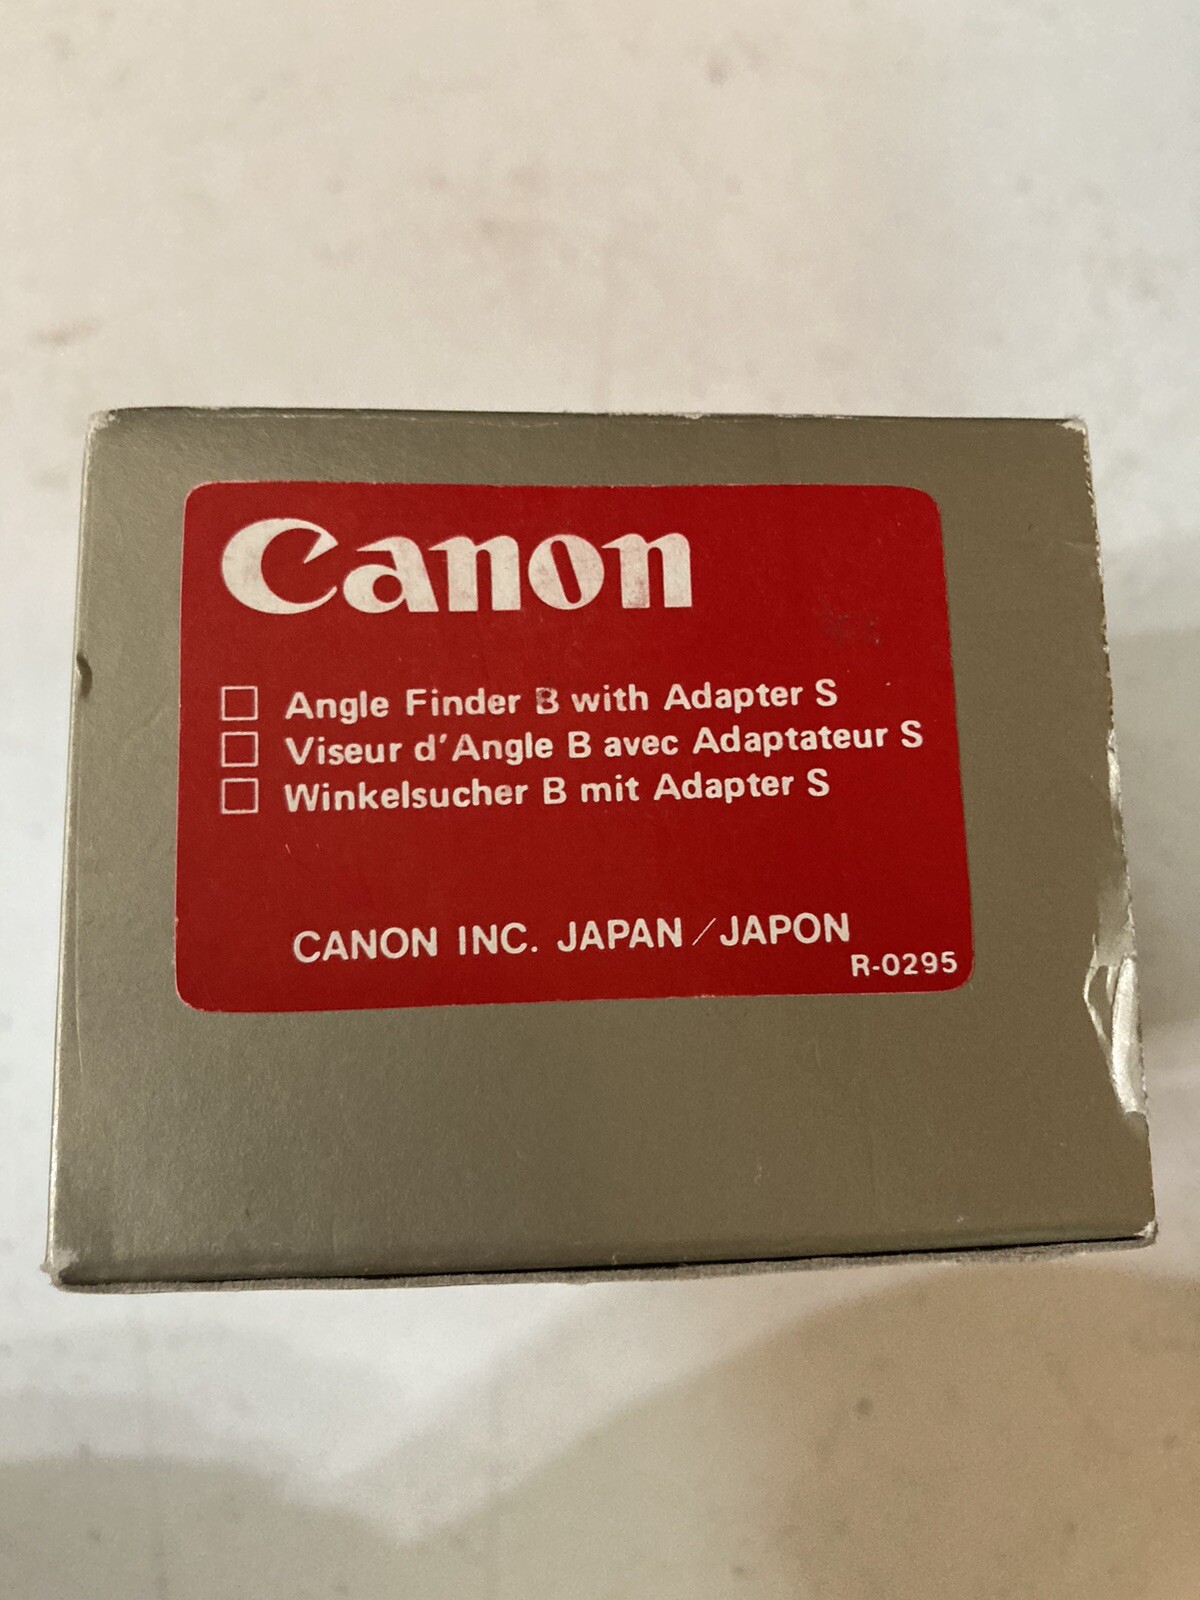 Canon
☐ Angle Finder B with Adapter S
☐ Viseur d'Angle B avec Adaptateur S
☐ Winkelsucher B mit Adapter S
CANON INC. JAPAN/JAPON
R-0295